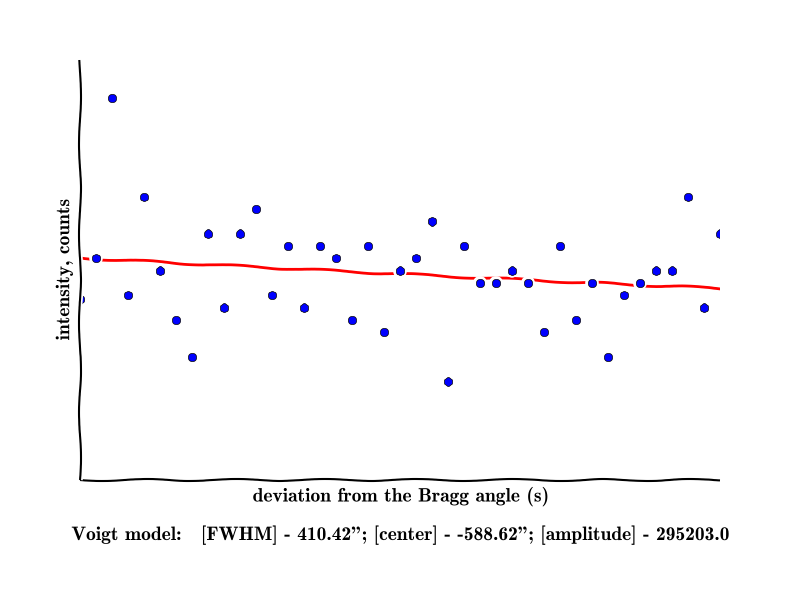 intensity, counts
deviation from the Bragg angle (s)
Voigt model: [FWHM] - 410.42”; [center] - -588.62”; [amplitude] - 295203.0